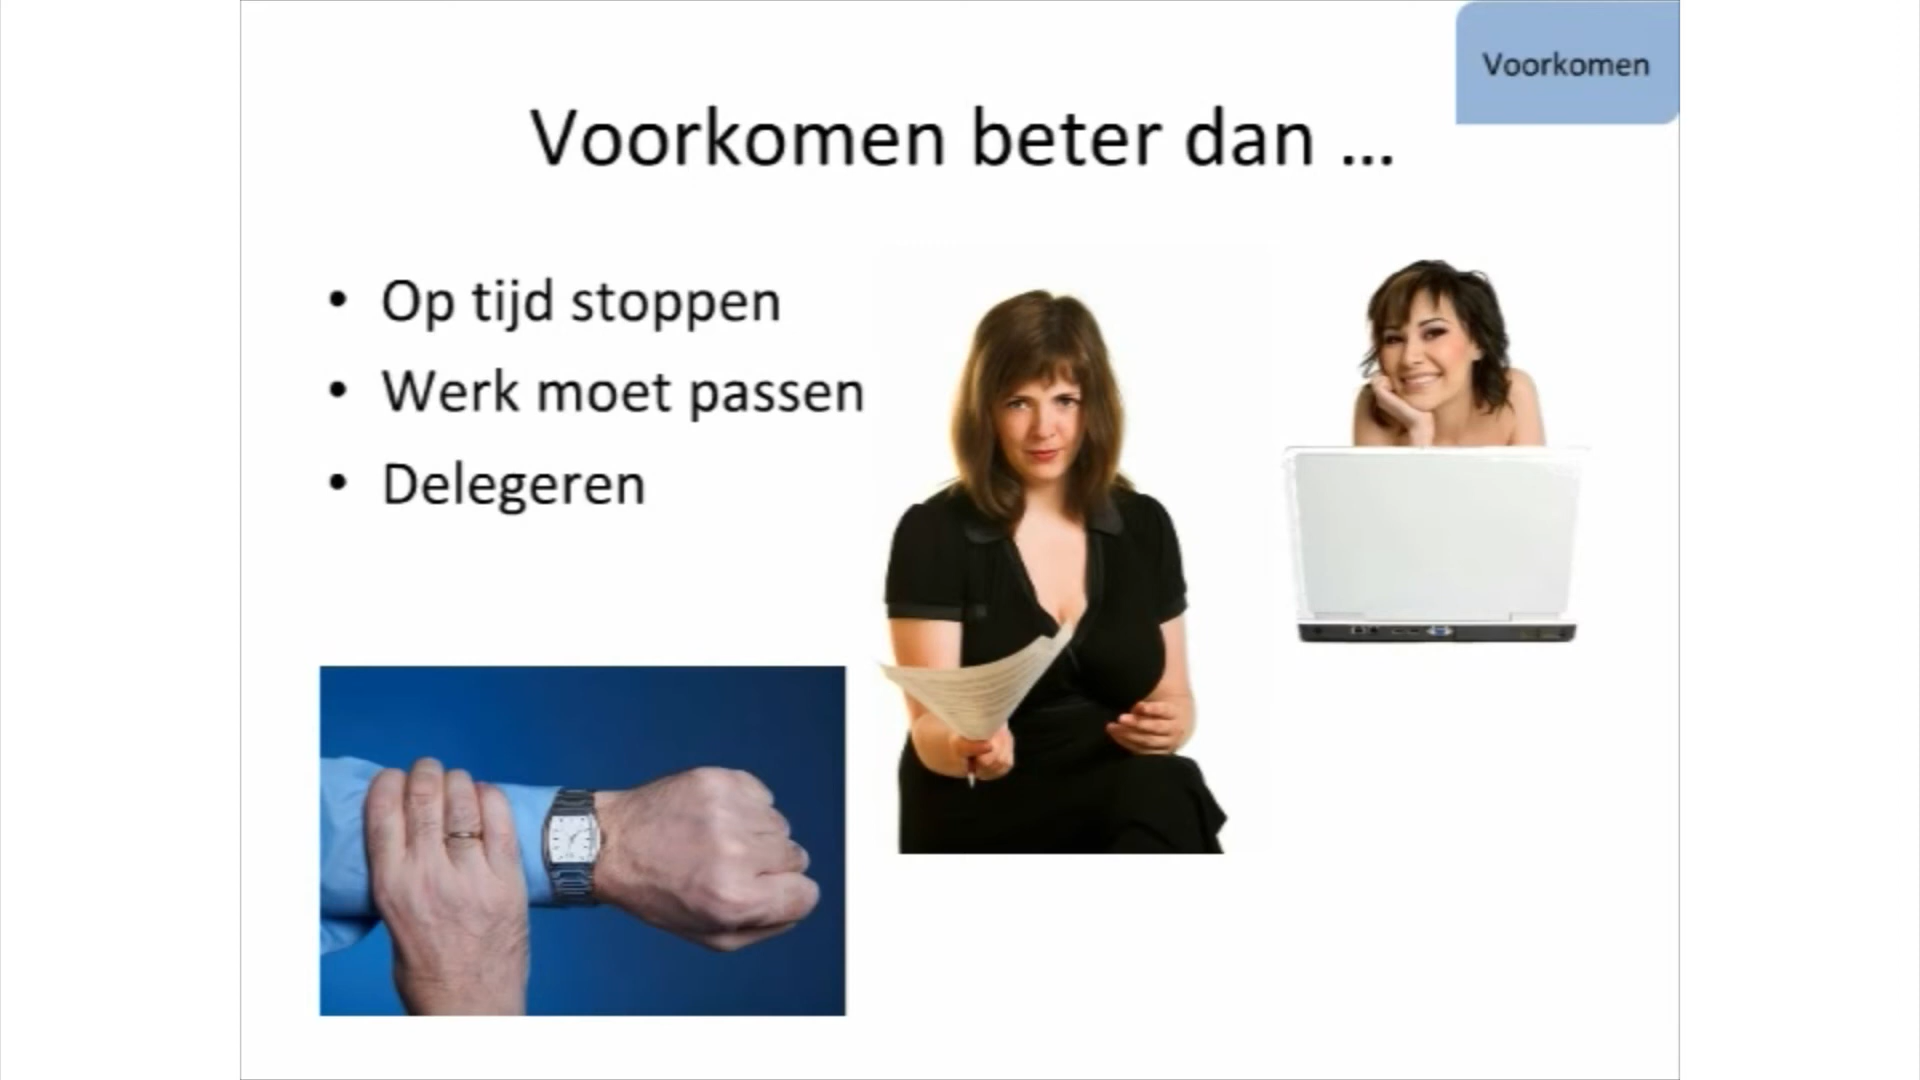 Voorkomen
Voorkomen beter dan ...
• Op tijd stoppen
• Werk moet passen
• Delegeren